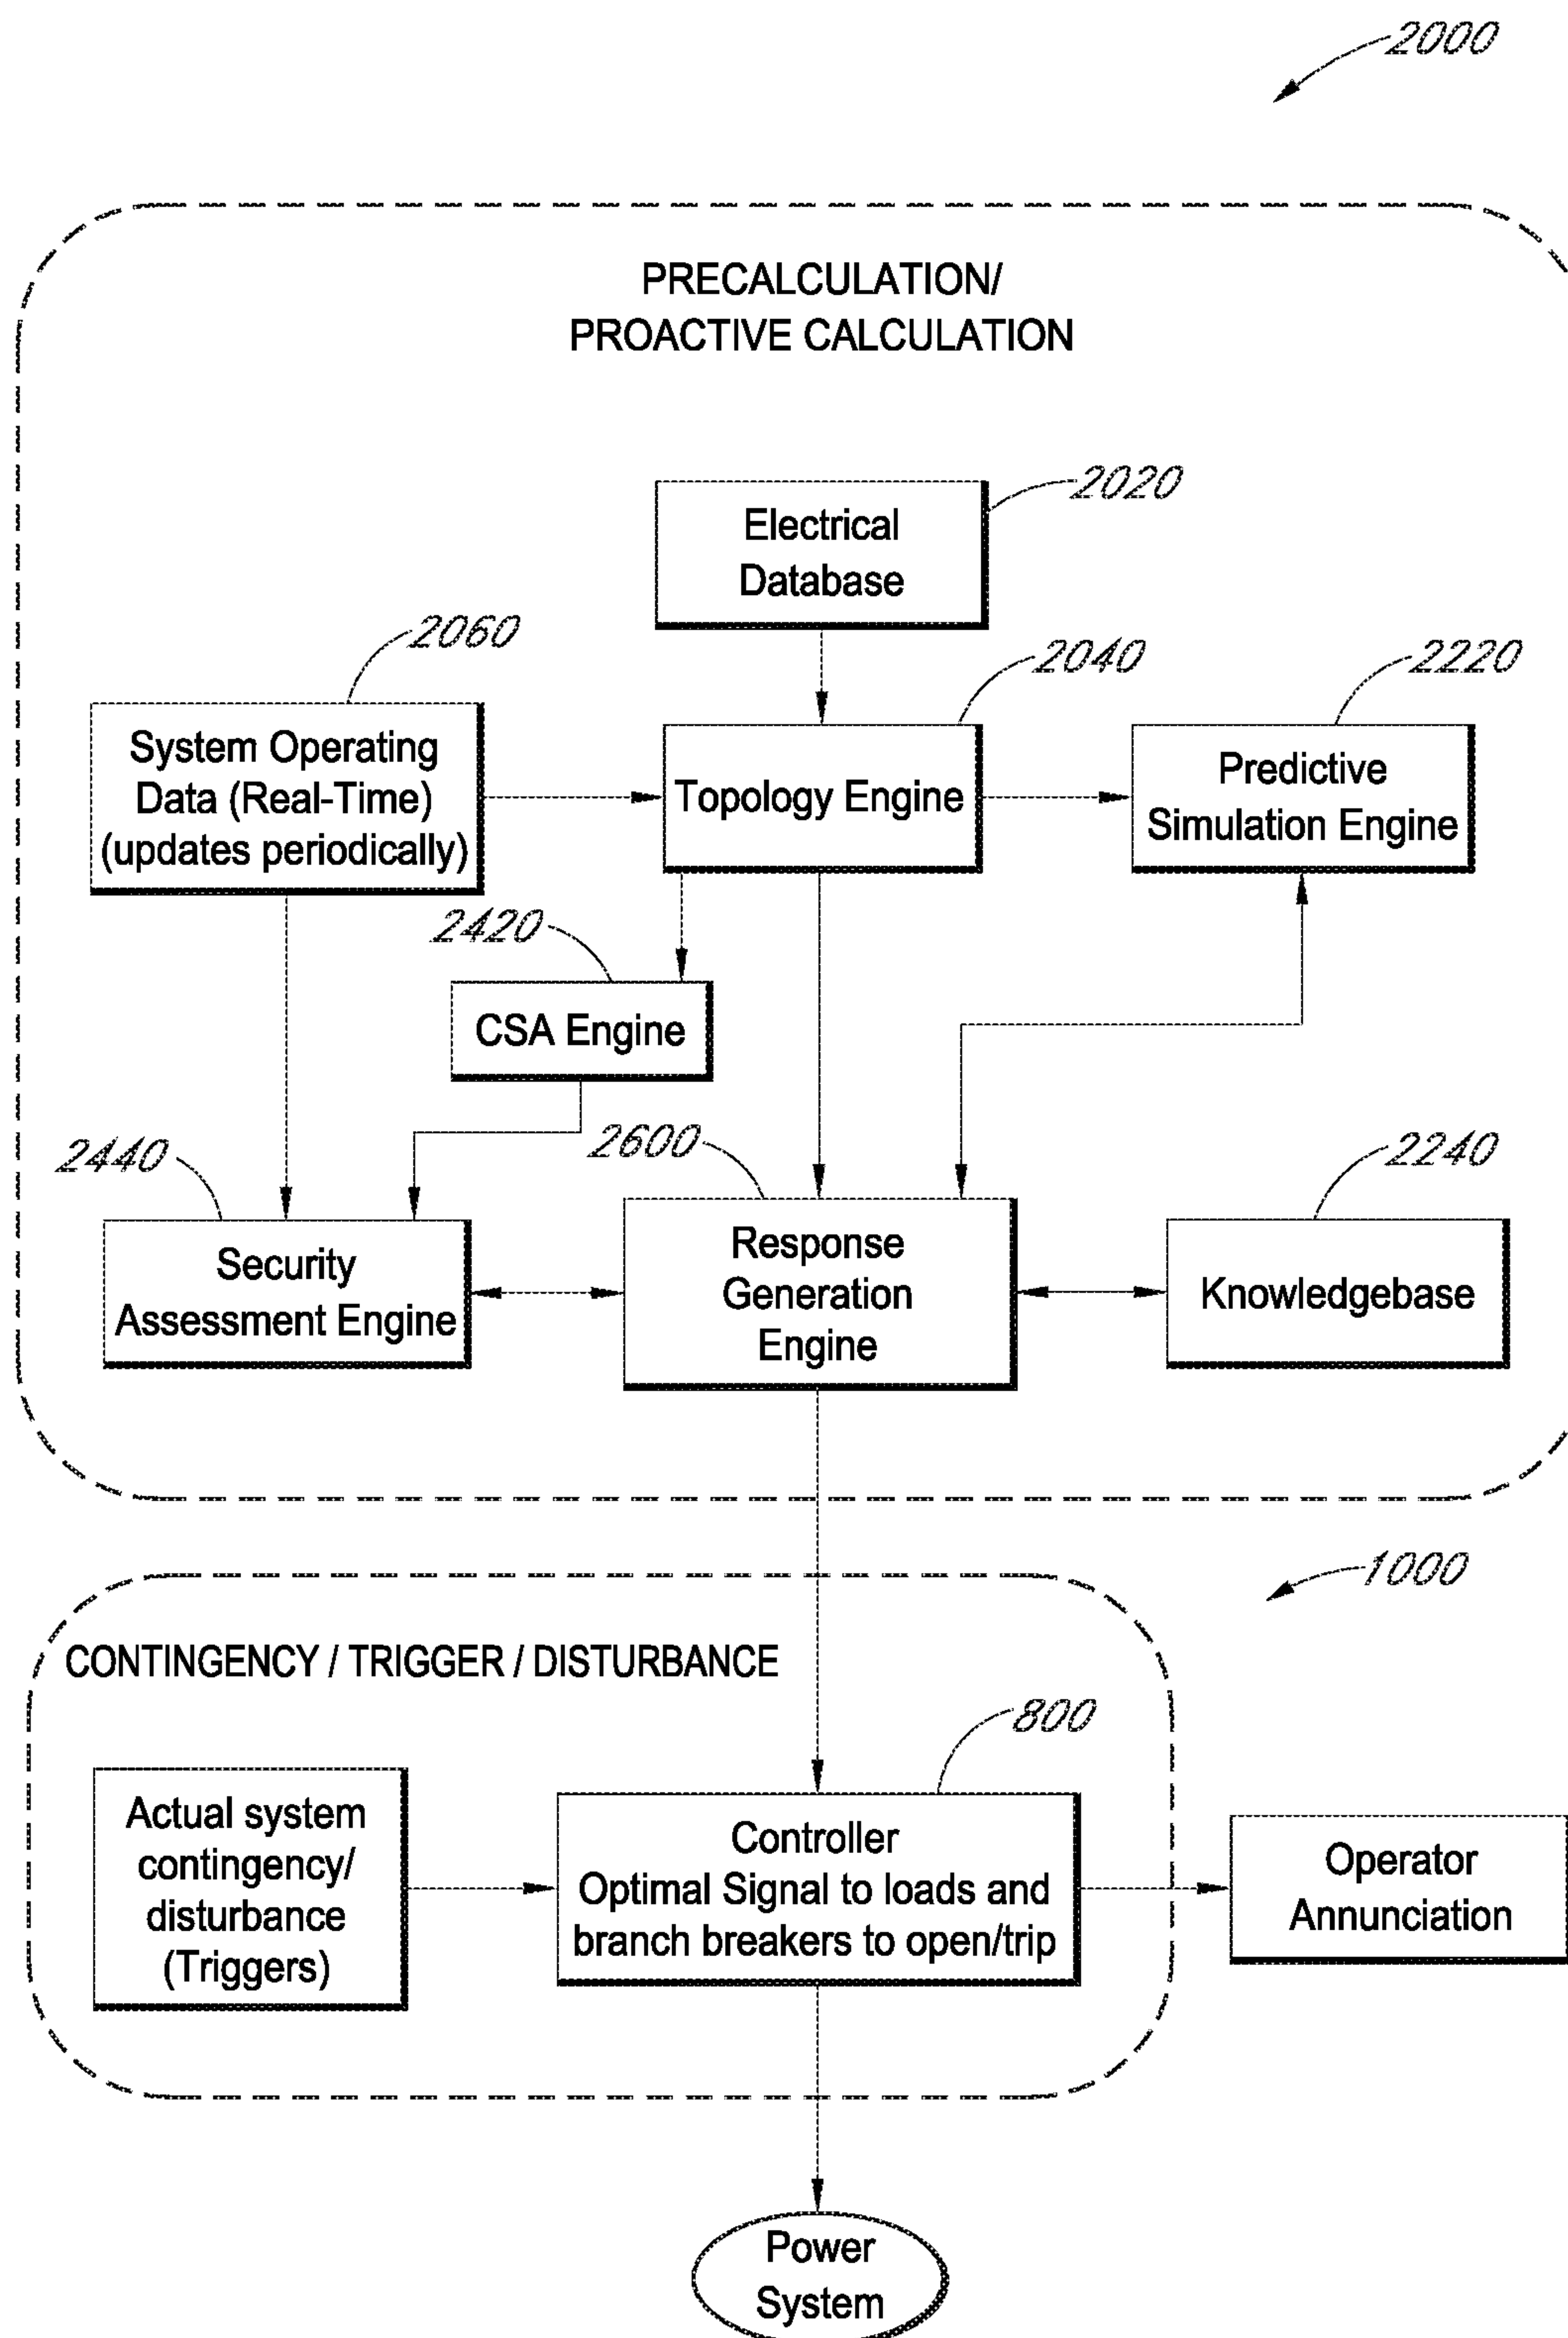 2000
PRECALCULATION/
PROACTIVE CALCULATION
2020
Electrical
Database
2060
2040
2220
System Operating
Data (Real-Time)
(updates periodically)
Topology Engine
Predictive
Simulation Engine
2420
CSA Engine
2440
2600
2240
Security
Assessment Engine
Response
Generation
Engine
Knowledgebase
1000
CONTINGENCY / TRIGGER / DISTURBANCE
800
Actual system
contingency/
disturbance
(Triggers)
Controller
Optimal Signal to loads and
branch breakers to open/trip
Operator
Annunciation
Power
System